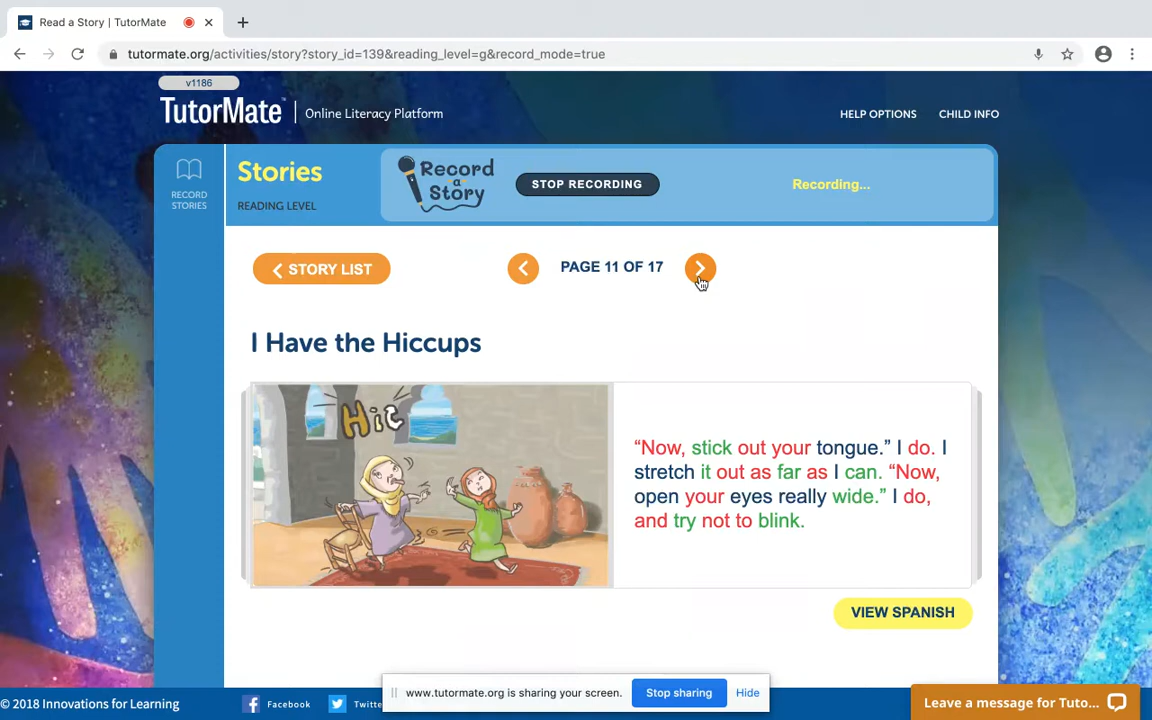 Read a Story | TutorMate
tutormate.org/activities/story?story_id=139&reading_level=g&record_mode=true
v1186
TutorMate™ | Online Literacy Platform
HELP OPTIONS
CHILD INFO
RECORD
STORIES
Stories
READING LEVEL
Record
a
Story
STOP RECORDING
Recording...
STORY LIST
PAGE 11 OF 17
I Have the Hiccups
HiC
“Now, stick out your tongue.” I do. I
stretch it out as far as I can. “Now,
open your eyes really wide.” I do,
and try not to blink.
VIEW SPANISH
www.tutormate.org is sharing your screen.
Stop sharing
Hide
© 2018 Innovations for Learning
Facebook
Twitte
Leave a message for Tuto...